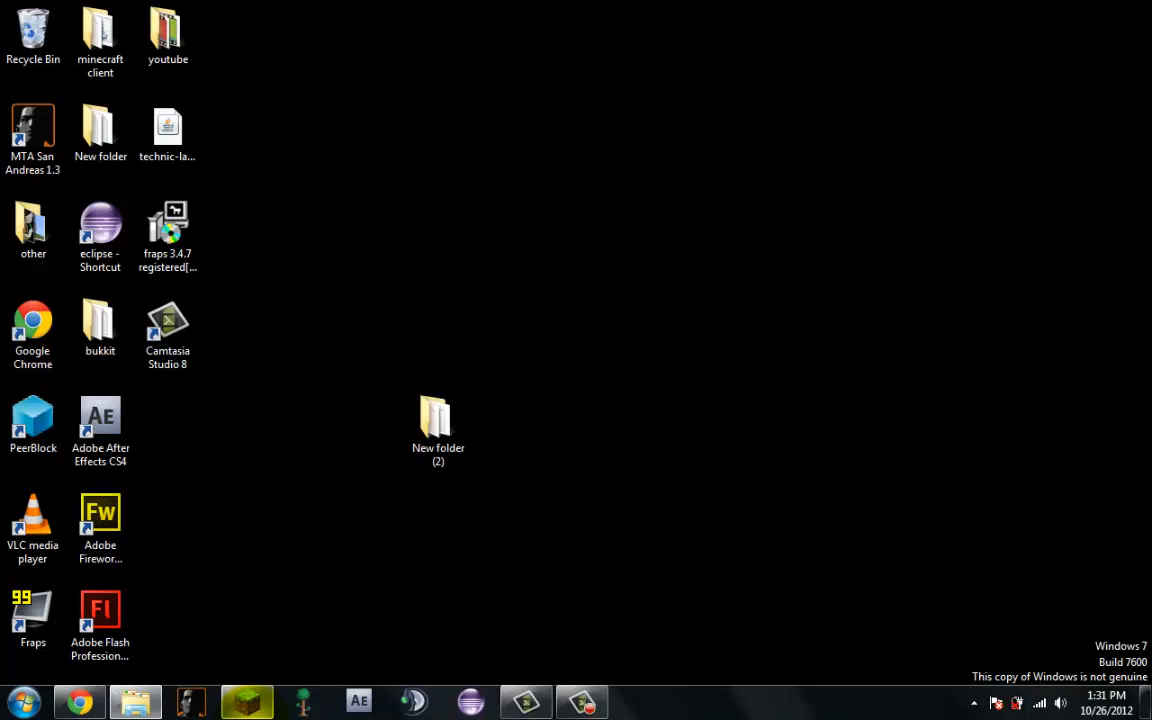 Recycle Bin
minecraft
client
youtube
MTA San
Andreas 1.3
New folder
technic-la...
other
eclipse -
Shortcut
fraps 3.4.7
registered[...
Google
Chrome
bukkit
Camtasia
Studio 8
PeerBlock
Adobe After
Effects CS4
New folder
(2)
VLC media
player
Adobe
Firewor...
Fraps
Adobe Flash
Profession...
AE
Fw
99
Fl
Windows 7
Build 7600
This copy of Windows is not genuine
AE
1:31 PM
10/26/2012